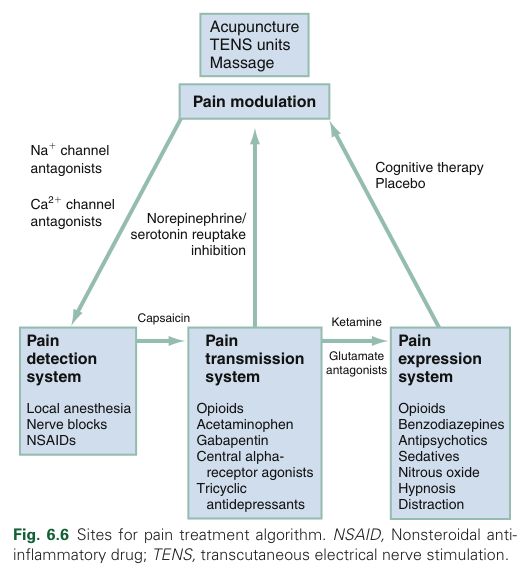 Acupuncture
TENS units
Massage
Pain modulation
Na⁺ channel
antagonists
Ca²⁺ channel
antagonists
Norepinephrine/
serotonin reuptake
inhibition
Cognitive therapy
Placebo
Capsaicin
Ketamine
Glutamate
antagonists
Pain
detection
system
Local anesthesia
Nerve blocks
NSAIDs
Pain
transmission
system
Opioids
Acetaminophen
Gabapentin
Central alpha-
receptor agonists
Tricyclic
antidepressants
Pain
expression
system
Opioids
Benzodiazepines
Antipsychotics
Sedatives
Nitrous oxide
Hypnosis
Distraction
Fig. 6.6 Sites for pain treatment algorithm. NSAID, Nonsteroidal anti-
inflammatory drug; TENS, transcutaneous electrical nerve stimulation.